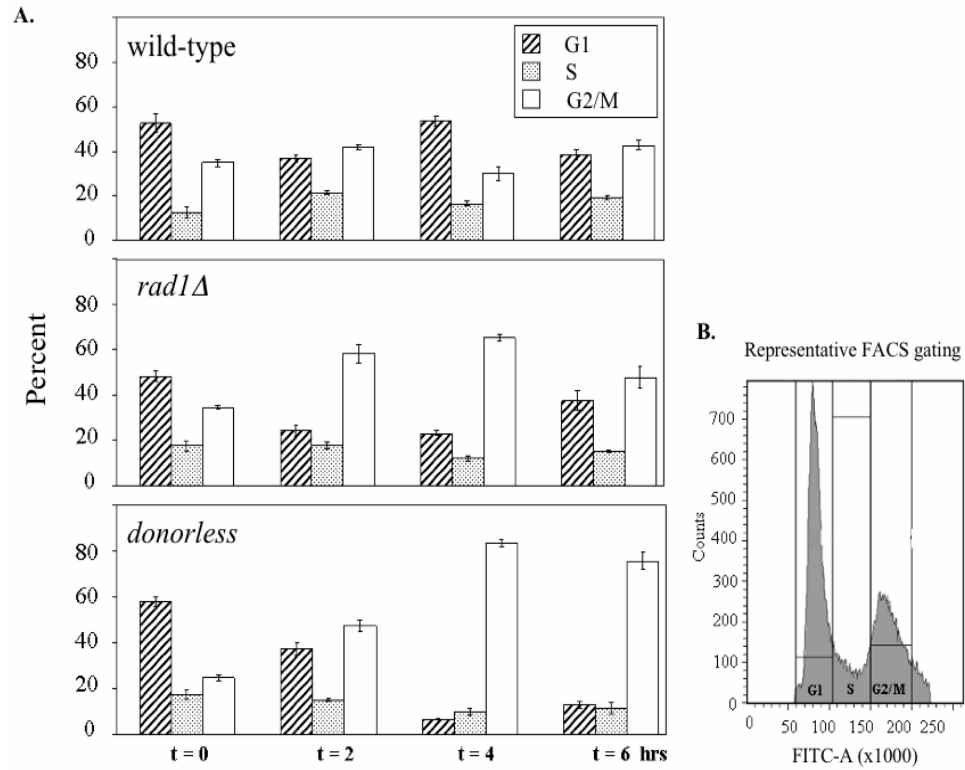 A.
wild-type
G1
S
G2/M
80
60
40
20
0
rad1Δ
80
60
40
20
0
donorless
80
60
40
20
0
Percent
t = 0 t = 2 t = 4 t = 6 hrs
B.
Representative FACS gating
700
600
500
400
300
200
100
0
Counts
G1 S G2/M
0 50 100 150 200 250
FITC-A (x1000)